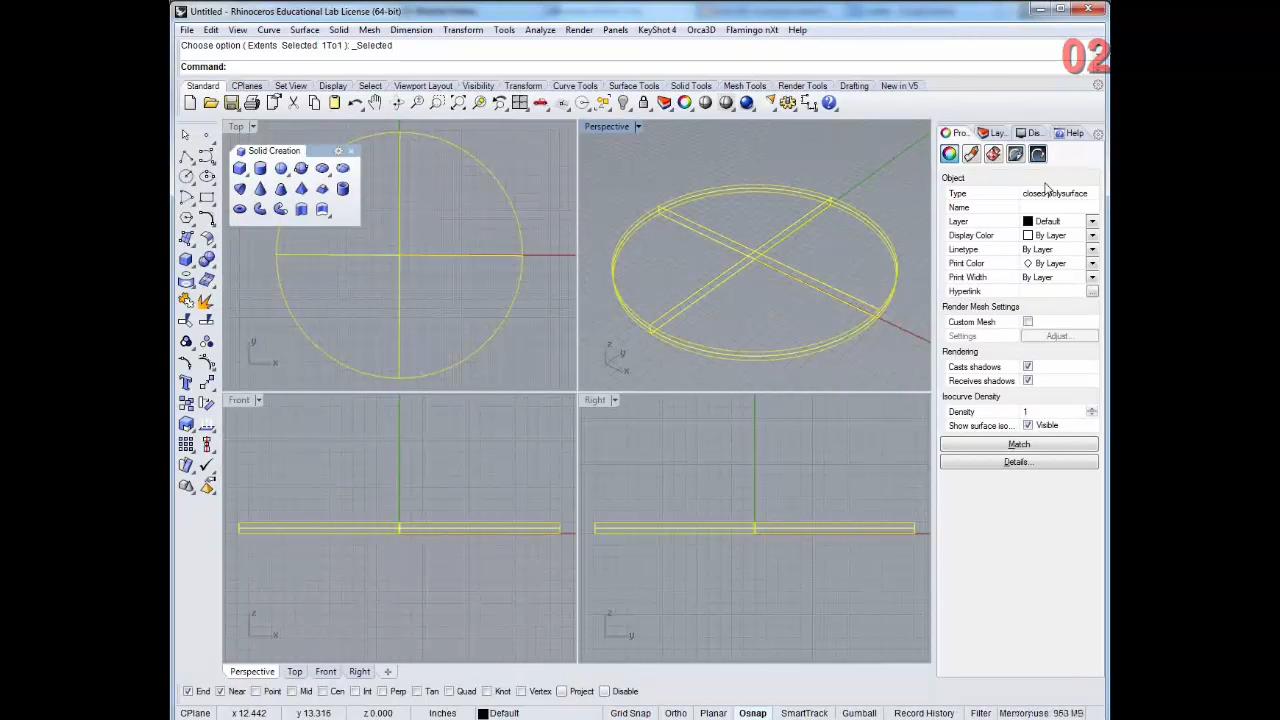 Untitled - Rhinoceros Educational Lab License (64-bit)
File Edit View Curve Surface Solid Mesh Dimension Transform Tools Analyze Render Panels KeyShot 4 Orca3D Flamingo nXt Help
Choose option ( Extents Selected 1To1 ): _Selected
02
Command:
Standard CPlanes Set View Display Select Viewport Layout Visibility Transform Curve Tools Surface Tools Solid Tools Mesh Tools Render Tools Drafting New in V5
Top
Perspective
Pro... Lay... Dis... Help
Solid Creation
Object
Type closed polysurface
Name
Layer Default
Display Color By Layer
Linetype By Layer
Print Color By Layer
Print Width By Layer
Hyperlink ...
Render Mesh Settings
Custom Mesh
Settings Adjust...
Rendering
Casts shadows
Receives shadows
Isocurve Density
Density 1
Show surface iso... Visible
Match
Details...
y
x
z
y
x
Front
Right
z
x
z
y
Perspective Top Front Right
End Near Point Mid Cen Int Perp Tan Quad Knot Vertex Project Disable
CPlane x 12.442 y 13.316 z 0.000 Inches Default Grid Snap Ortho Planar Osnap SmartTrack Gumball Record History Filter Memory use: 963 MB